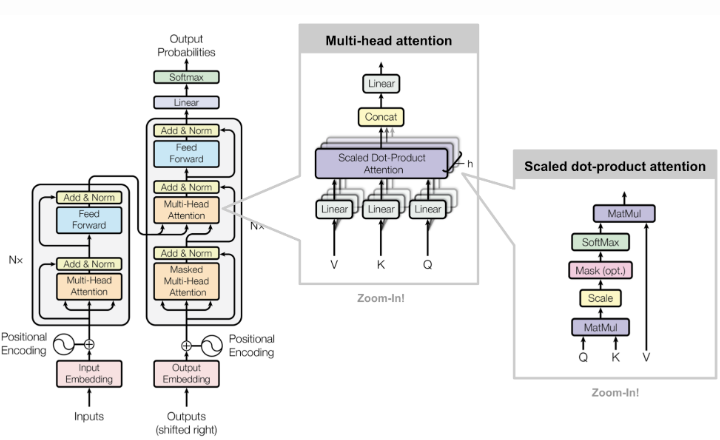 Output
Probabilities
Softmax
Linear
Add & Norm
Feed
Forward
Add & Norm
Multi-Head
Attention
Add & Norm
Masked
Multi-Head
Attention
Nx
Add & Norm
Feed
Forward
Add & Norm
Multi-Head
Attention
Nx
Positional
Encoding
Positional
Encoding
Input
Embedding
Output
Embedding
Inputs
Outputs
(shifted right)
Multi-head attention
Linear
Concat
Scaled Dot-Product
Attention
h
Linear
Linear
Linear
V
K
Q
Zoom-In!
Scaled dot-product attention
MatMul
SoftMax
Mask (opt.)
Scale
MatMul
Q
K
V
Zoom-In!